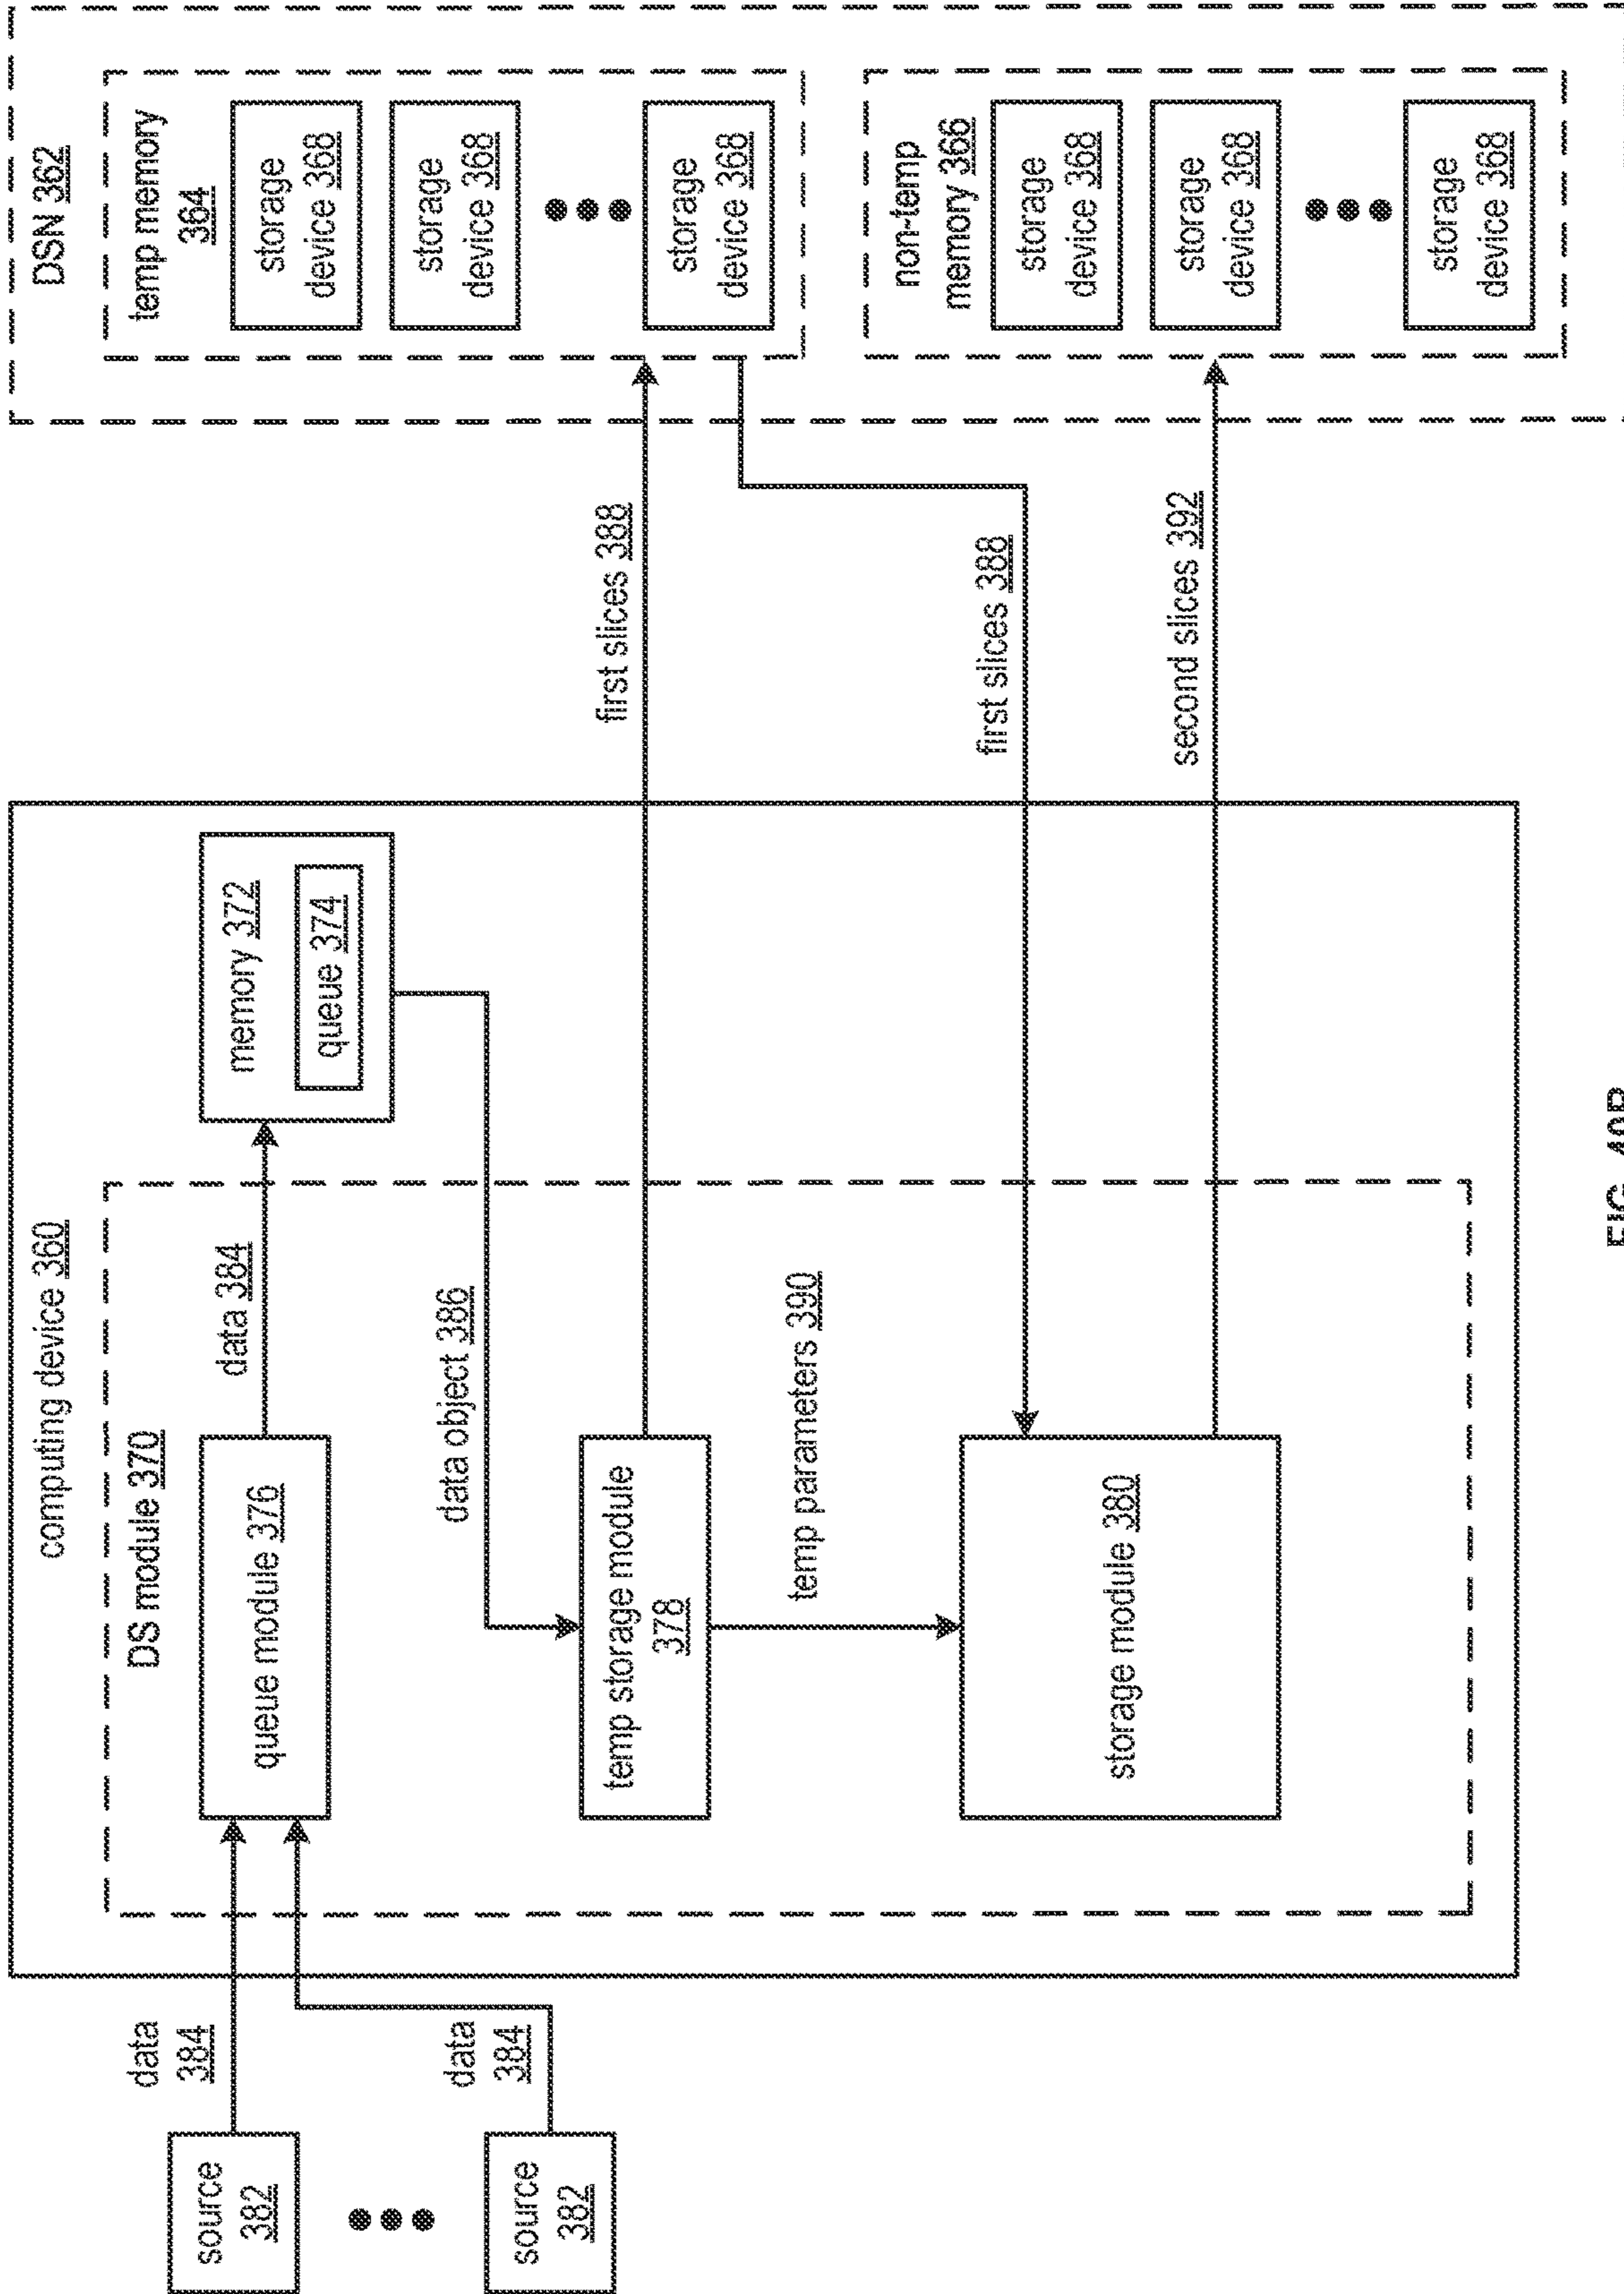 computing device 360
DSN 362
DS module 370
temp memory
364
source
382
data
384
queue module 376
data 384
memory 372
queue 374
storage
device 368
storage
device 368
storage
device 368
source
382
data
384
data object 386
temp storage module
378
first slices 388
temp parameters 390
non-temp
memory 366
storage
device 368
storage
device 368
storage
device 368
first slices 388
storage module 380
second slices 392